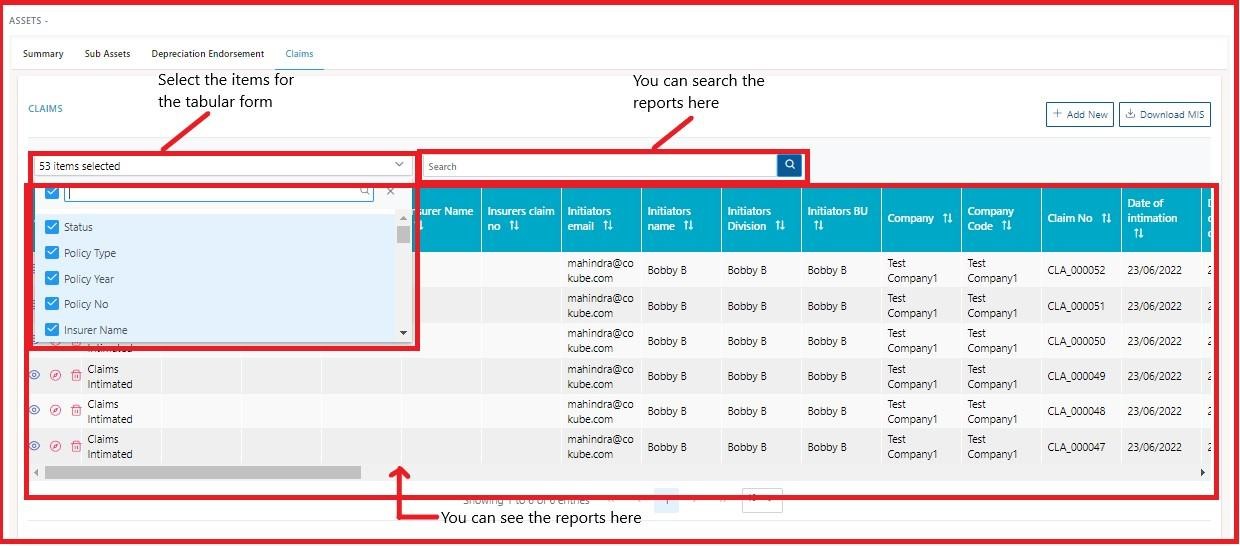 ASSETS -
Summary Sub Assets Depreciation Endorsement Claims
Select the items for
the tabular form
You can search the
reports here
CLAIMS
+ Add New Download MIS
53 items selected
Search
Status
Policy Type
Policy Year
Policy No
Insurer Name
Insurer Name Insurers claim no Initiators email Initiators name Initiators Division Initiators BU Company Company Code Claim No Date of intimation
mahindra@cokube.com Bobby B Bobby B Bobby B Test Company1 Test Company1 CLA_000052 23/06/2022
mahindra@cokube.com Bobby B Bobby B Bobby B Test Company1 Test Company1 CLA_000051 23/06/2022
Intimated mahindra@cokube.com Bobby B Bobby B Bobby B Test Company1 Test Company1 CLA_000050 23/06/2022
Claims Intimated mahindra@cokube.com Bobby B Bobby B Bobby B Test Company1 Test Company1 CLA_000049 23/06/2022
Claims Intimated mahindra@cokube.com Bobby B Bobby B Bobby B Test Company1 Test Company1 CLA_000048 23/06/2022
Claims Intimated mahindra@cokube.com Bobby B Bobby B Bobby B Test Company1 Test Company1 CLA_000047 23/06/2022
Showing 1 to 6 of 6 entries 1
You can see the reports here